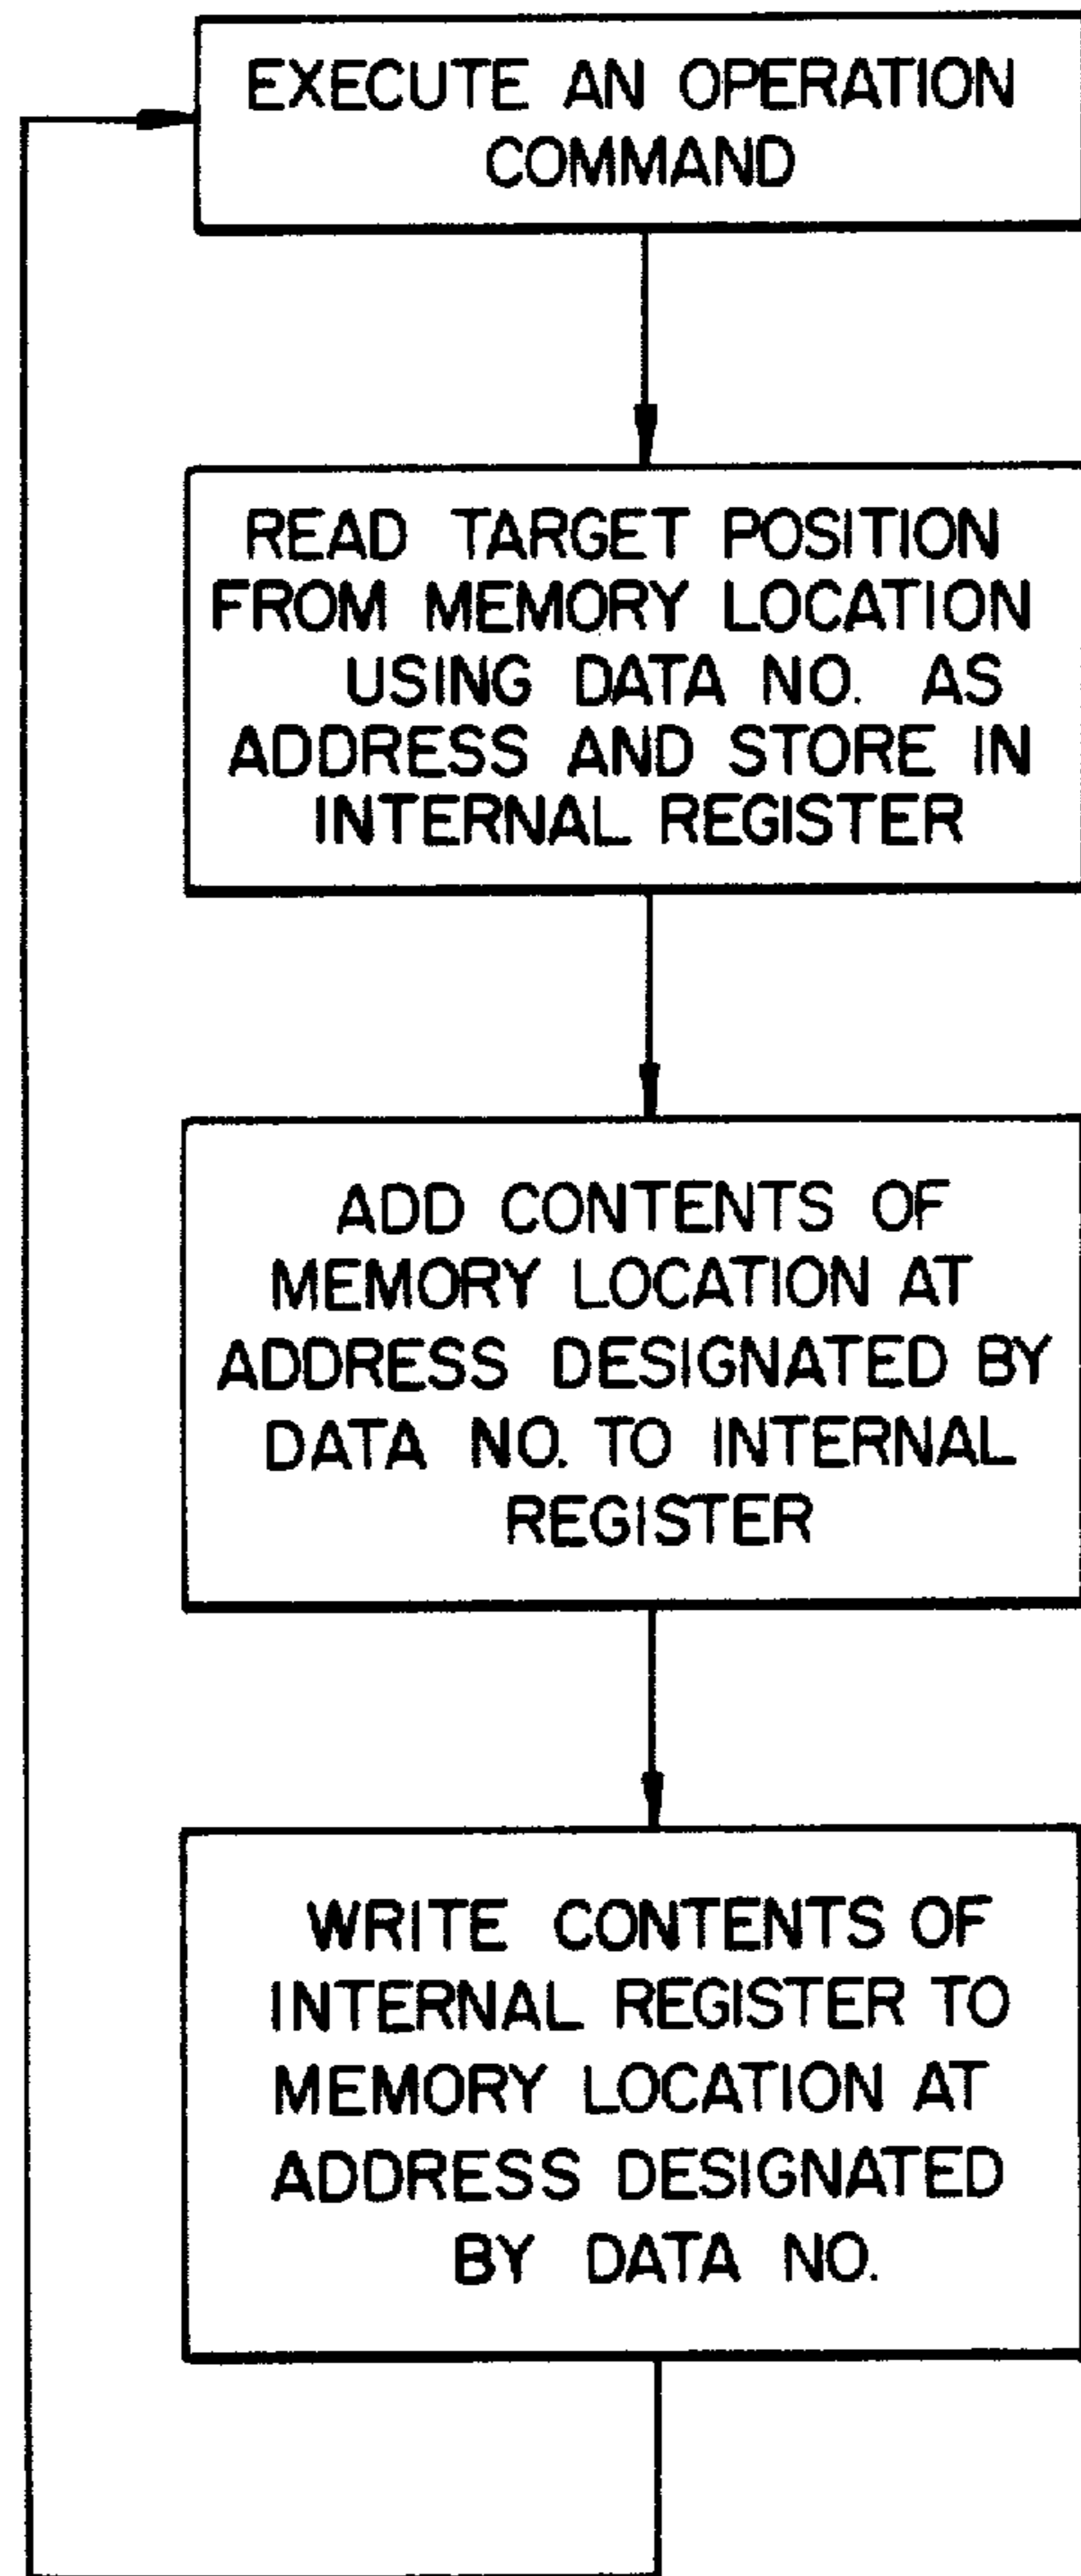 EXECUTE AN OPERATION
COMMAND
READ TARGET POSITION
FROM MEMORY LOCATION
USING DATA NO. AS
ADDRESS AND STORE IN
INTERNAL REGISTER
ADD CONTENTS OF
MEMORY LOCATION AT
ADDRESS DESIGNATED BY
DATA NO. TO INTERNAL
REGISTER
WRITE CONTENTS OF
INTERNAL REGISTER TO
MEMORY LOCATION AT
ADDRESS DESIGNATED
BY DATA NO.